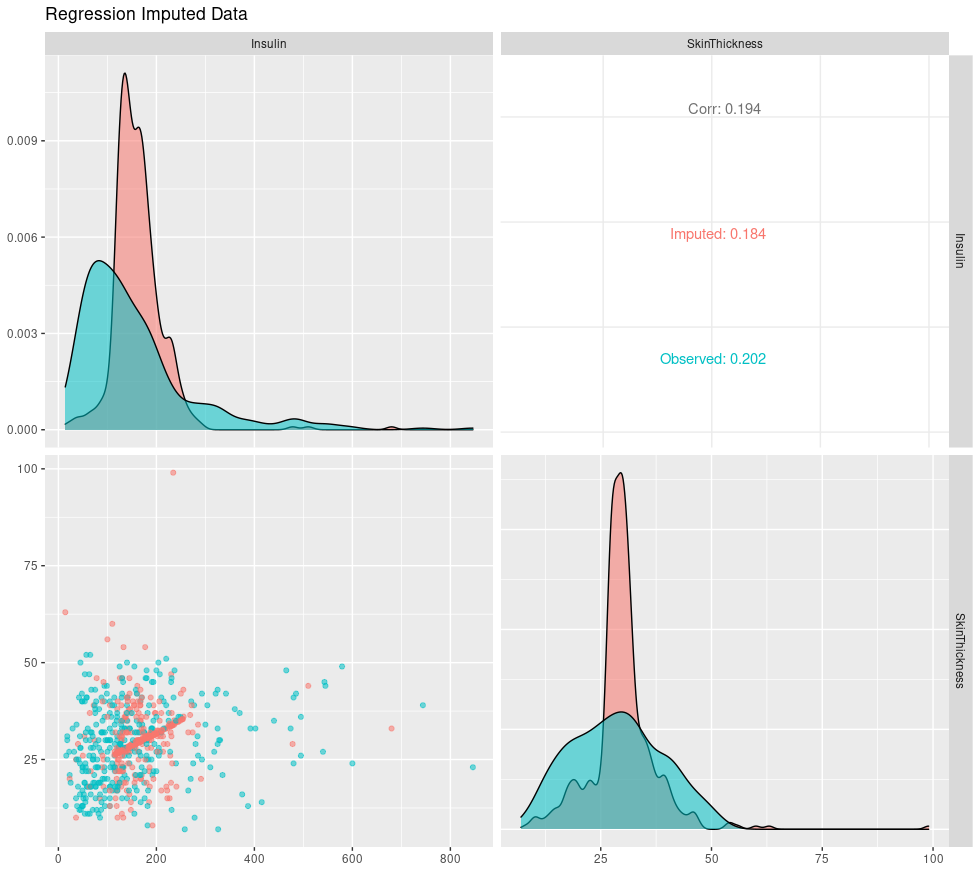 Regression Imputed Data
Insulin
SkinThickness
0.009
0.006
0.003
0.000
Corr: 0.194
Imputed: 0.184
Observed: 0.202
Insulin
100
75
50
25
SkinThickness
0
200
400
600
800
25
50
75
100